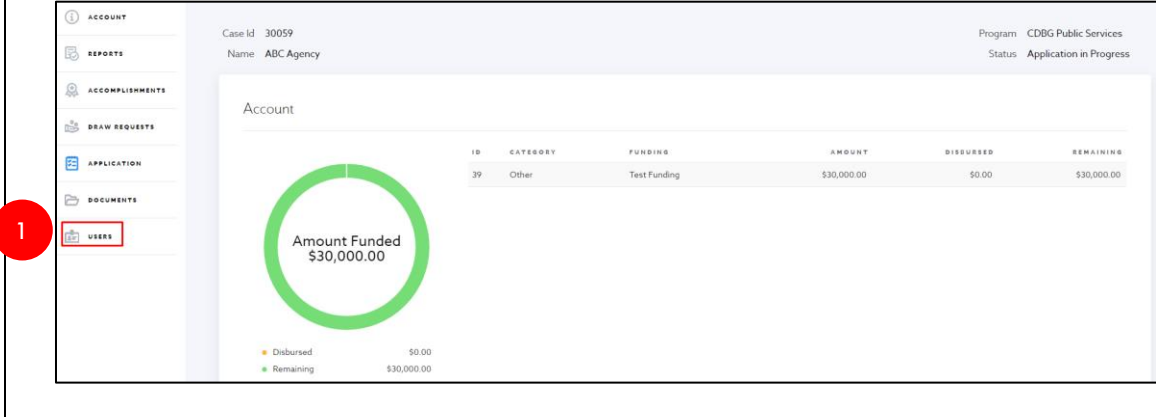 ACCOUNT
REPORTS
ACCOMPLISHMENTS
DRAW REQUESTS
APPLICATION
DOCUMENTS
1 USERS
Case Id 30059 Program CDBG Public Services
Name ABC Agency Status Application in Progress
Account
ID CATEGORY FUNDING AMOUNT DISBURSED REMAINING
39 Other Test Funding $30,000.00 $0.00 $30,000.00
Amount Funded
$30,000.00
Disbursed $0.00
Remaining $30,000.00